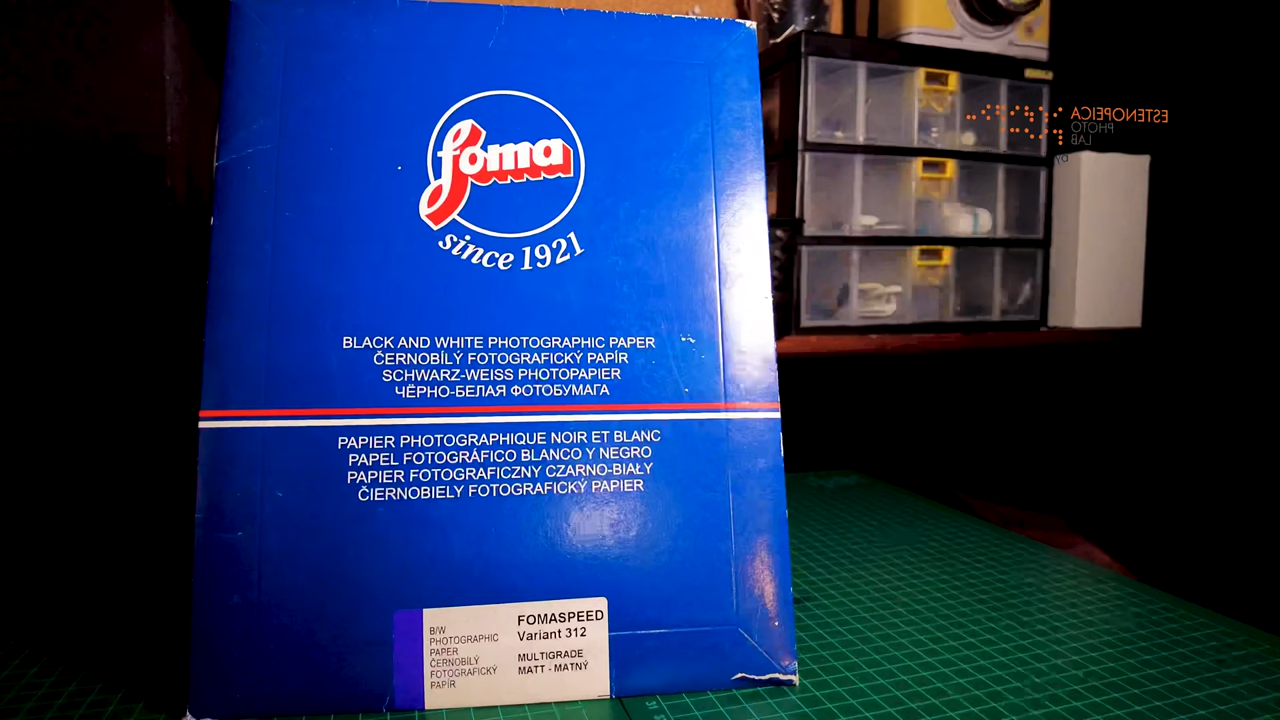 foma
since 1921
BLACK AND WHITE PHOTOGRAPHIC PAPER
ČERNOBÍLÝ FOTOGRAFICKÝ PAPÍR
SCHWARZ-WEISS PHOTOPAPIER
ЧЁРНО-БЕЛАЯ ФОТОБУМАГА
PAPIER PHOTOGRAPHIQUE NOIR ET BLANC
PAPEL FOTOGRÁFICO BLANCO Y NEGRO
PAPIER FOTOGRAFICZNY CZARNO-BIAŁY
ČIERNOBIELY FOTOGRAFICKÝ PAPIER
B/W
PHOTOGRAPHIC
PAPER
ČERNOBÍLÝ
FOTOGRAFICKÝ
PAPÍR
FOMASPEED
Variant 312
MULTIGRADE
MATT - MATNÝ
ESTENOPEICA
PHOTO
LAB
BY